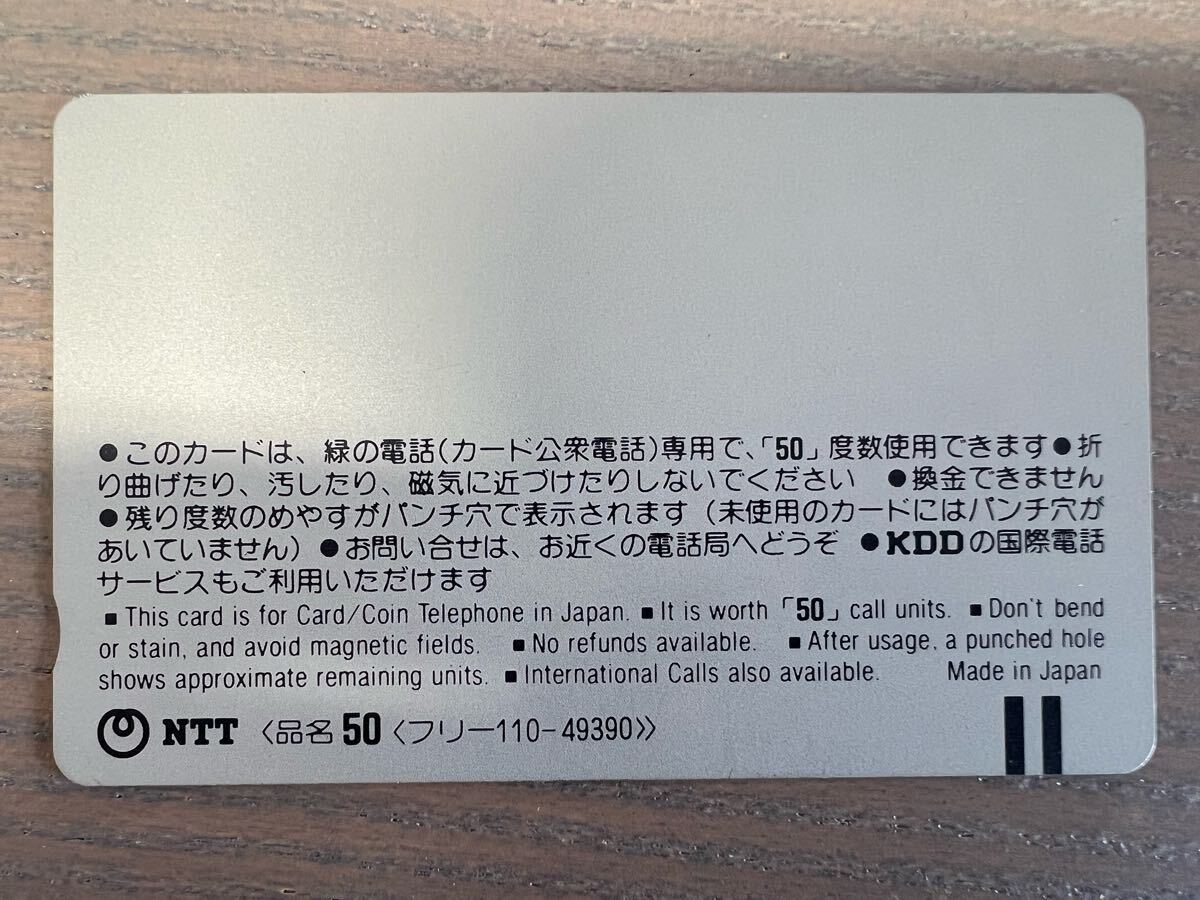 ●このカードは、緑の電話(カード公衆電話)専用で、「50」度数使用できます●折
り曲げたり、汚したり、磁気に近づけたりしないでください ●換金できません
●残り度数のめやすがパンチ穴で表示されます(未使用のカードにはパンチ穴が
あいていません)●お問い合せは、お近くの電話局へどうぞ ●KDDの国際電話
サービスもご利用いただけます
■This card is for Card/Coin Telephone in Japan. ■It is worth「50」call units. ■Don't bend
or stain, and avoid magnetic fields. ■No refunds available. ■After usage, a punched hole
shows approximate remaining units. ■International Calls also available. Made in Japan
NTT〈品名50〈フリー110-49390〉〉